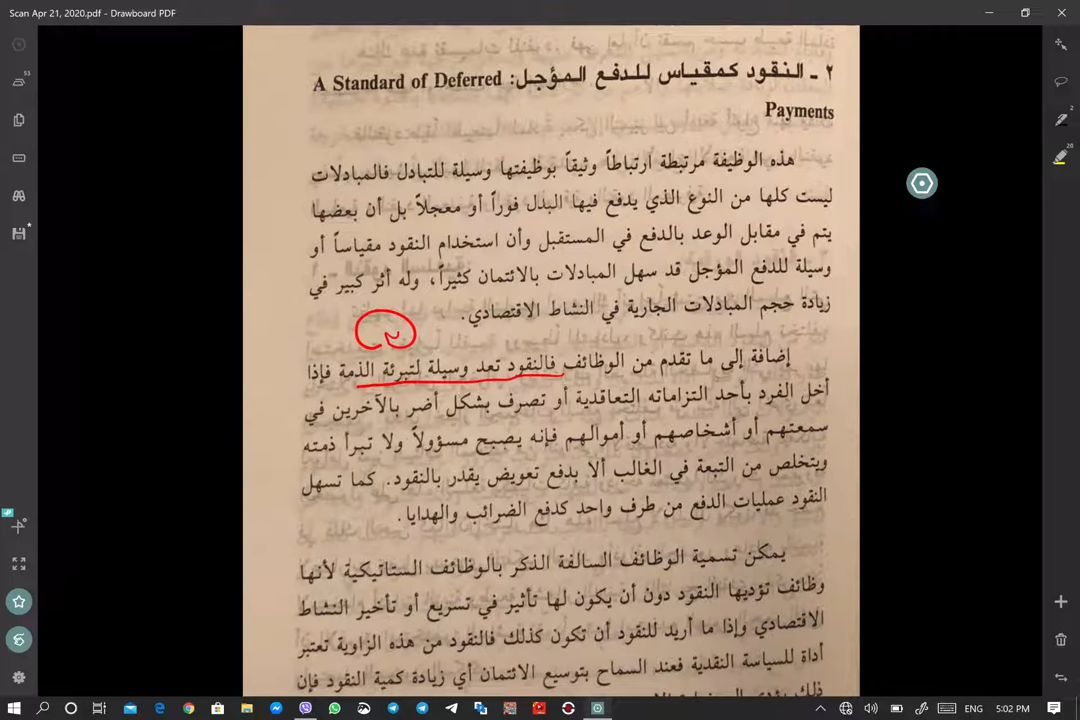 Scan Apr 21, 2020.pdf - Drawboard PDF
٢ ـ النقود كمقياس للدفع المؤجل: A Standard of Deferred
Payments
هذه الوظيفة مرتبطة ارتباطاً وثيقاً بوظيفتها وسيلة للتبادل فالمبادلات
ليست كلها من النوع الذي يدفع فيها البدل فوراً أو معجلاً بل أن بعضها
يتم في مقابل الوعد بالدفع في المستقبل وأن استخدام النقود مقياساً أو
وسيلة للدفع المؤجل قد سهل المبادلات بالائتمان كثيراً، وله أثر كبير في
زيادة حجم المبادلات الجارية في النشاط الاقتصادي.
إضافة إلى ما تقدم من الوظائف فالنقود تعد وسيلة لتبرئة الذمة فإذا
أخل الفرد بأحد التزاماته التعاقدية أو تصرف بشكل أضر بالآخرين في
سمعتهم أو أشخاصهم أو أموالهم فإنه يصبح مسؤولاً ولا تبرأ ذمته
ويتخلص من التبعة في الغالب ألا بدفع تعويض يقدر بالنقود. كما تسهل
النقود عمليات الدفع من طرف واحد كدفع الضرائب والهدايا.
يمكن تسمية الوظائف السالفة الذكر بالوظائف الستاتيكية لأنها
وظائف تؤديها النقود دون أن يكون لها تأثير في تسريع أو تأخير النشاط
الاقتصادي وإذا ما أريد للنقود أن تكون كذلك فالنقود من هذه الزاوية تعتبر
أداة للسياسة النقدية فعند السماح بتوسيع الائتمان أي زيادة كمية النقود فإن
53
2
20
ENG
5:02 PM